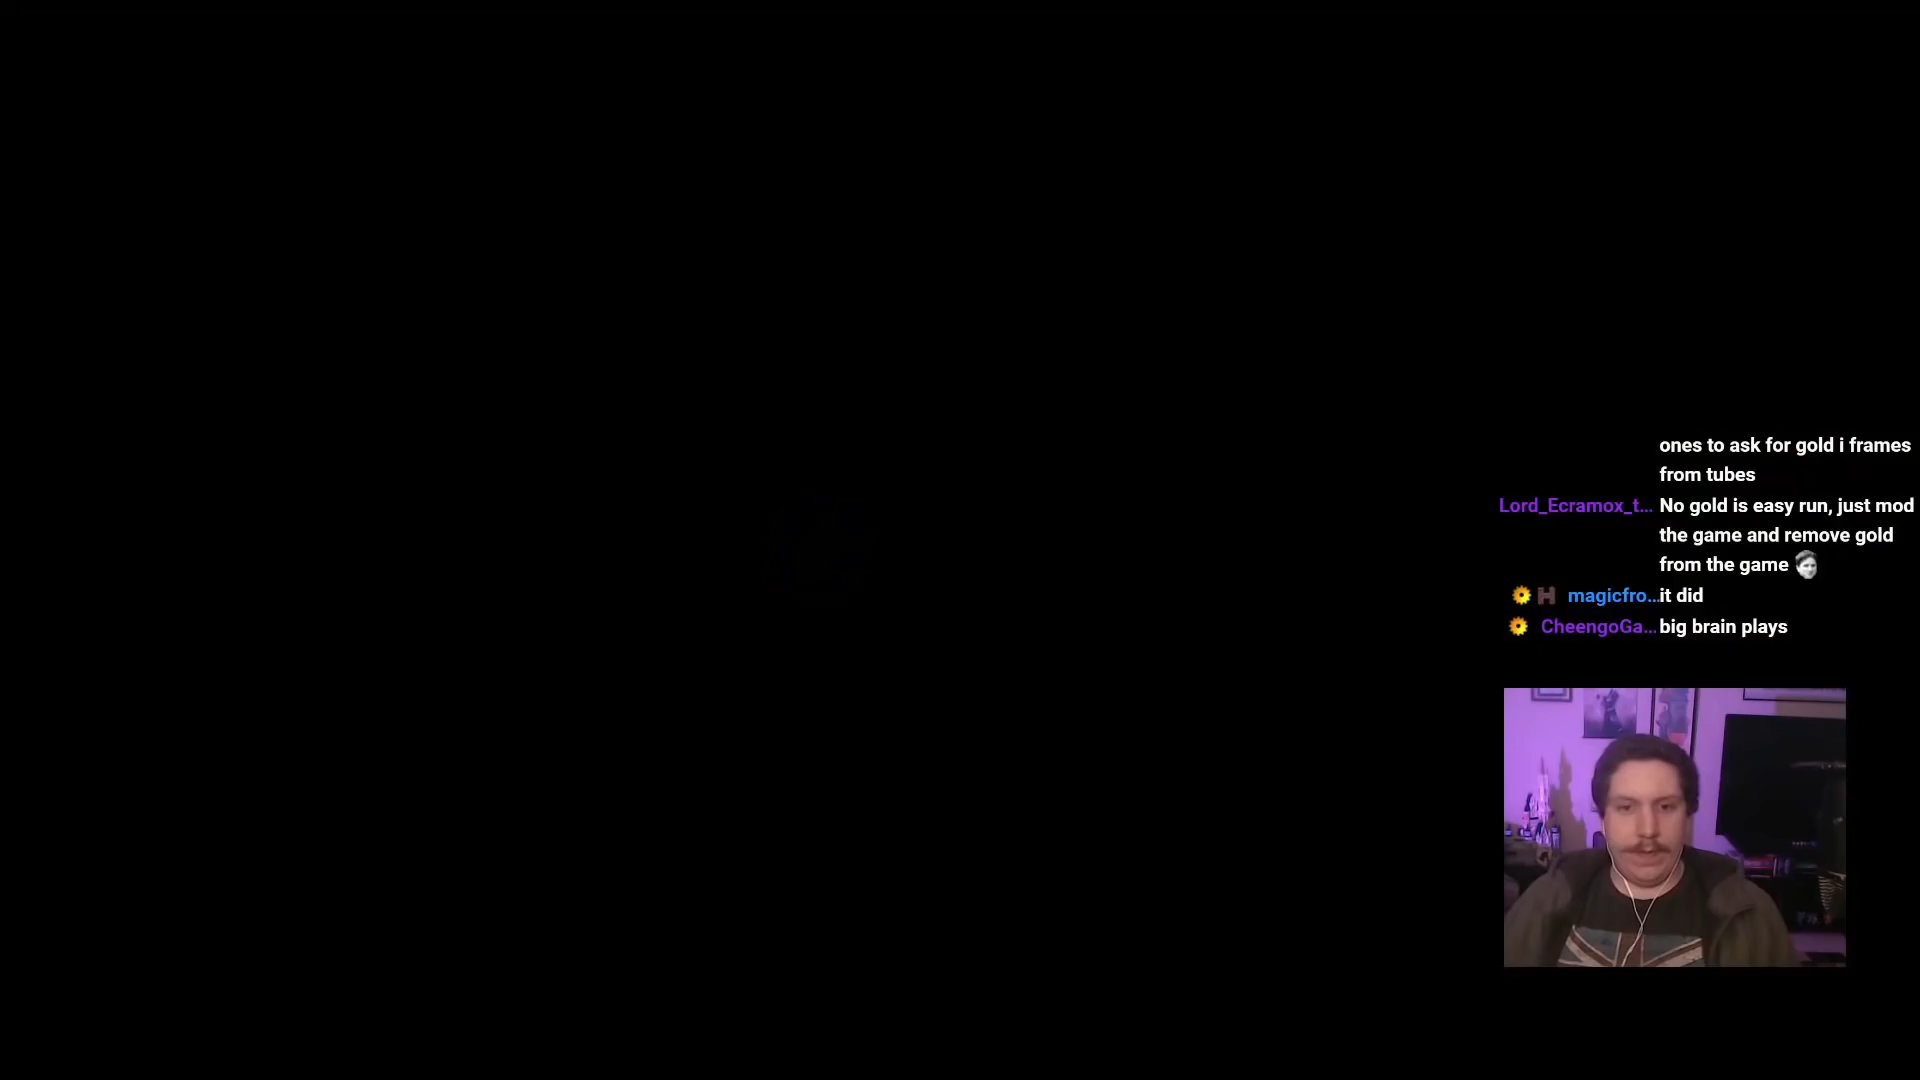 ones to ask for gold i frames
from tubes
Lord_Ecramox_t... No gold is easy run, just mod
the game and remove gold
from the game
magicfro... it did
CheengoGa... big brain plays